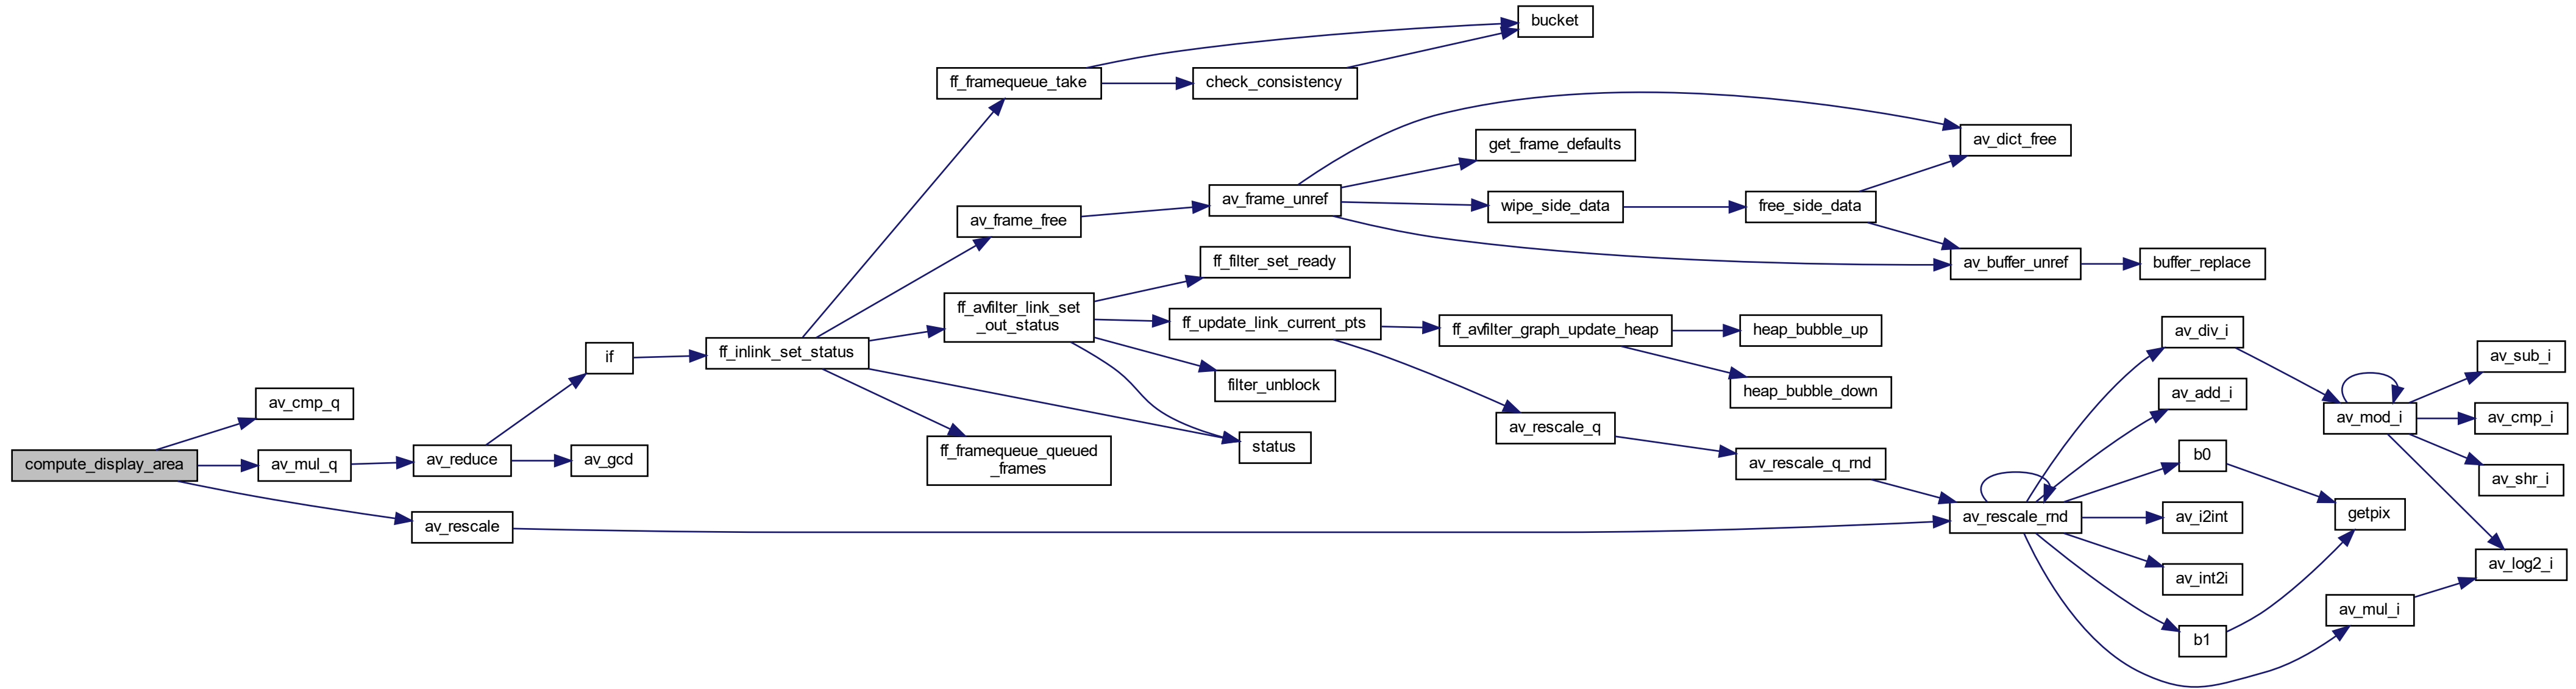 bucket
ff_framequeue_take
check_consistency
av_dict_free
get_frame_defaults
av_frame_unref
wipe_side_data
free_side_data
av_frame_free
ff_filter_set_ready
av_buffer_unref
buffer_replace
ff_avfilter_link_set
_out_status
ff_update_link_current_pts
ff_avfilter_graph_update_heap
heap_bubble_up
av_div_i
if
ff_inlink_set_status
av_sub_i
filter_unblock
heap_bubble_down
av_add_i
av_cmp_q
av_mod_i
av_cmp_i
av_rescale_q
status
ff_framequeue_queued
_frames
b0
compute_display_area
av_mul_q
av_reduce
av_gcd
av_rescale_q_rnd
av_shr_i
av_rescale
av_rescale_rnd
av_i2int
getpix
av_log2_i
av_int2i
av_mul_i
b1